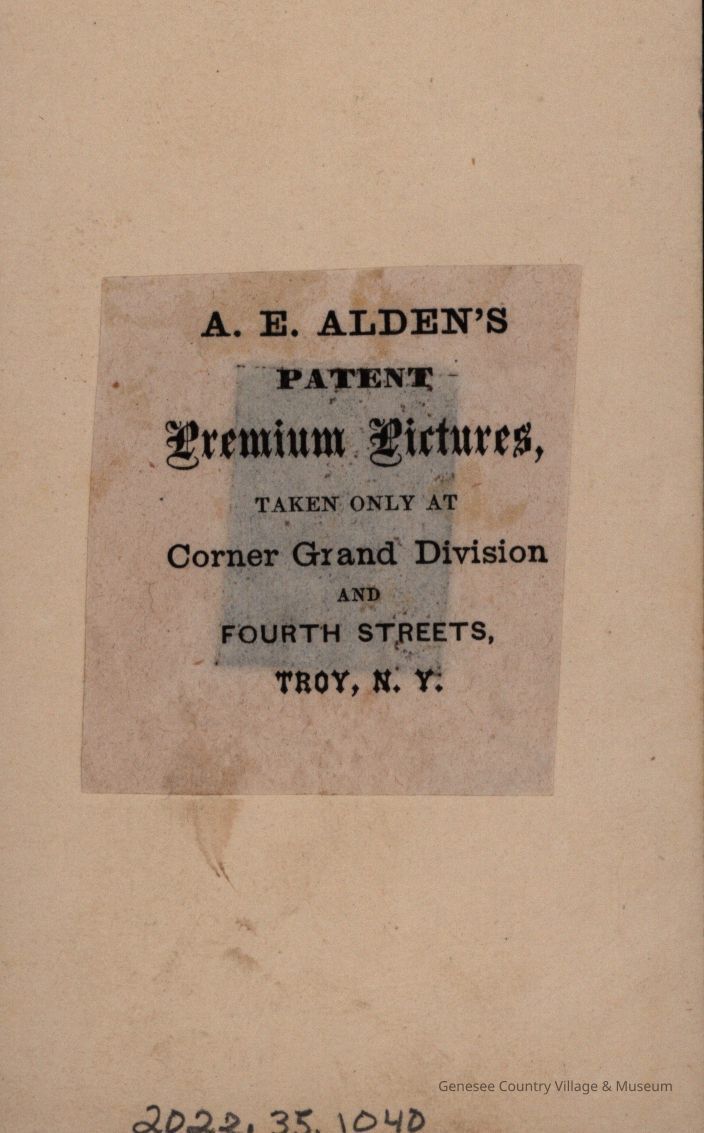 A. E. ALDEN'S
PATENT
Premium Pictures,
TAKEN ONLY AT
Corner Grand Division
AND
FOURTH STREETS,
TROY, N. Y.
Genesee Country Village & Museum
2022.35.1040